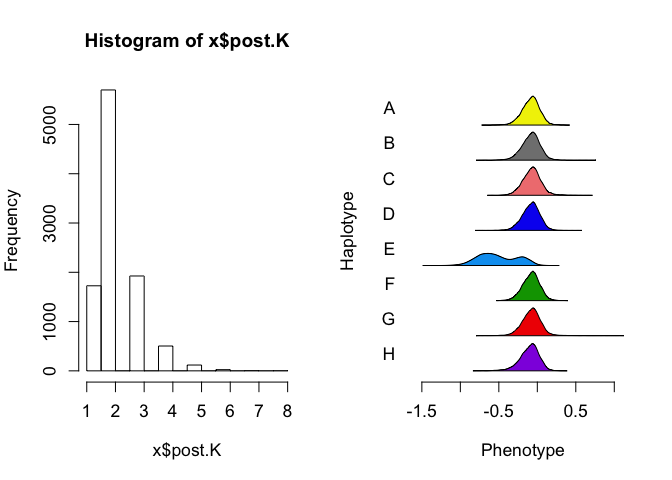 Histogram of x$post.K
Frequency
0
1000
3000
5000
1 2 3 4 5 6 7 8
x$post.K
Haplotype
A
B
C
D
E
F
G
H
-1.5 -0.5 0.5
Phenotype